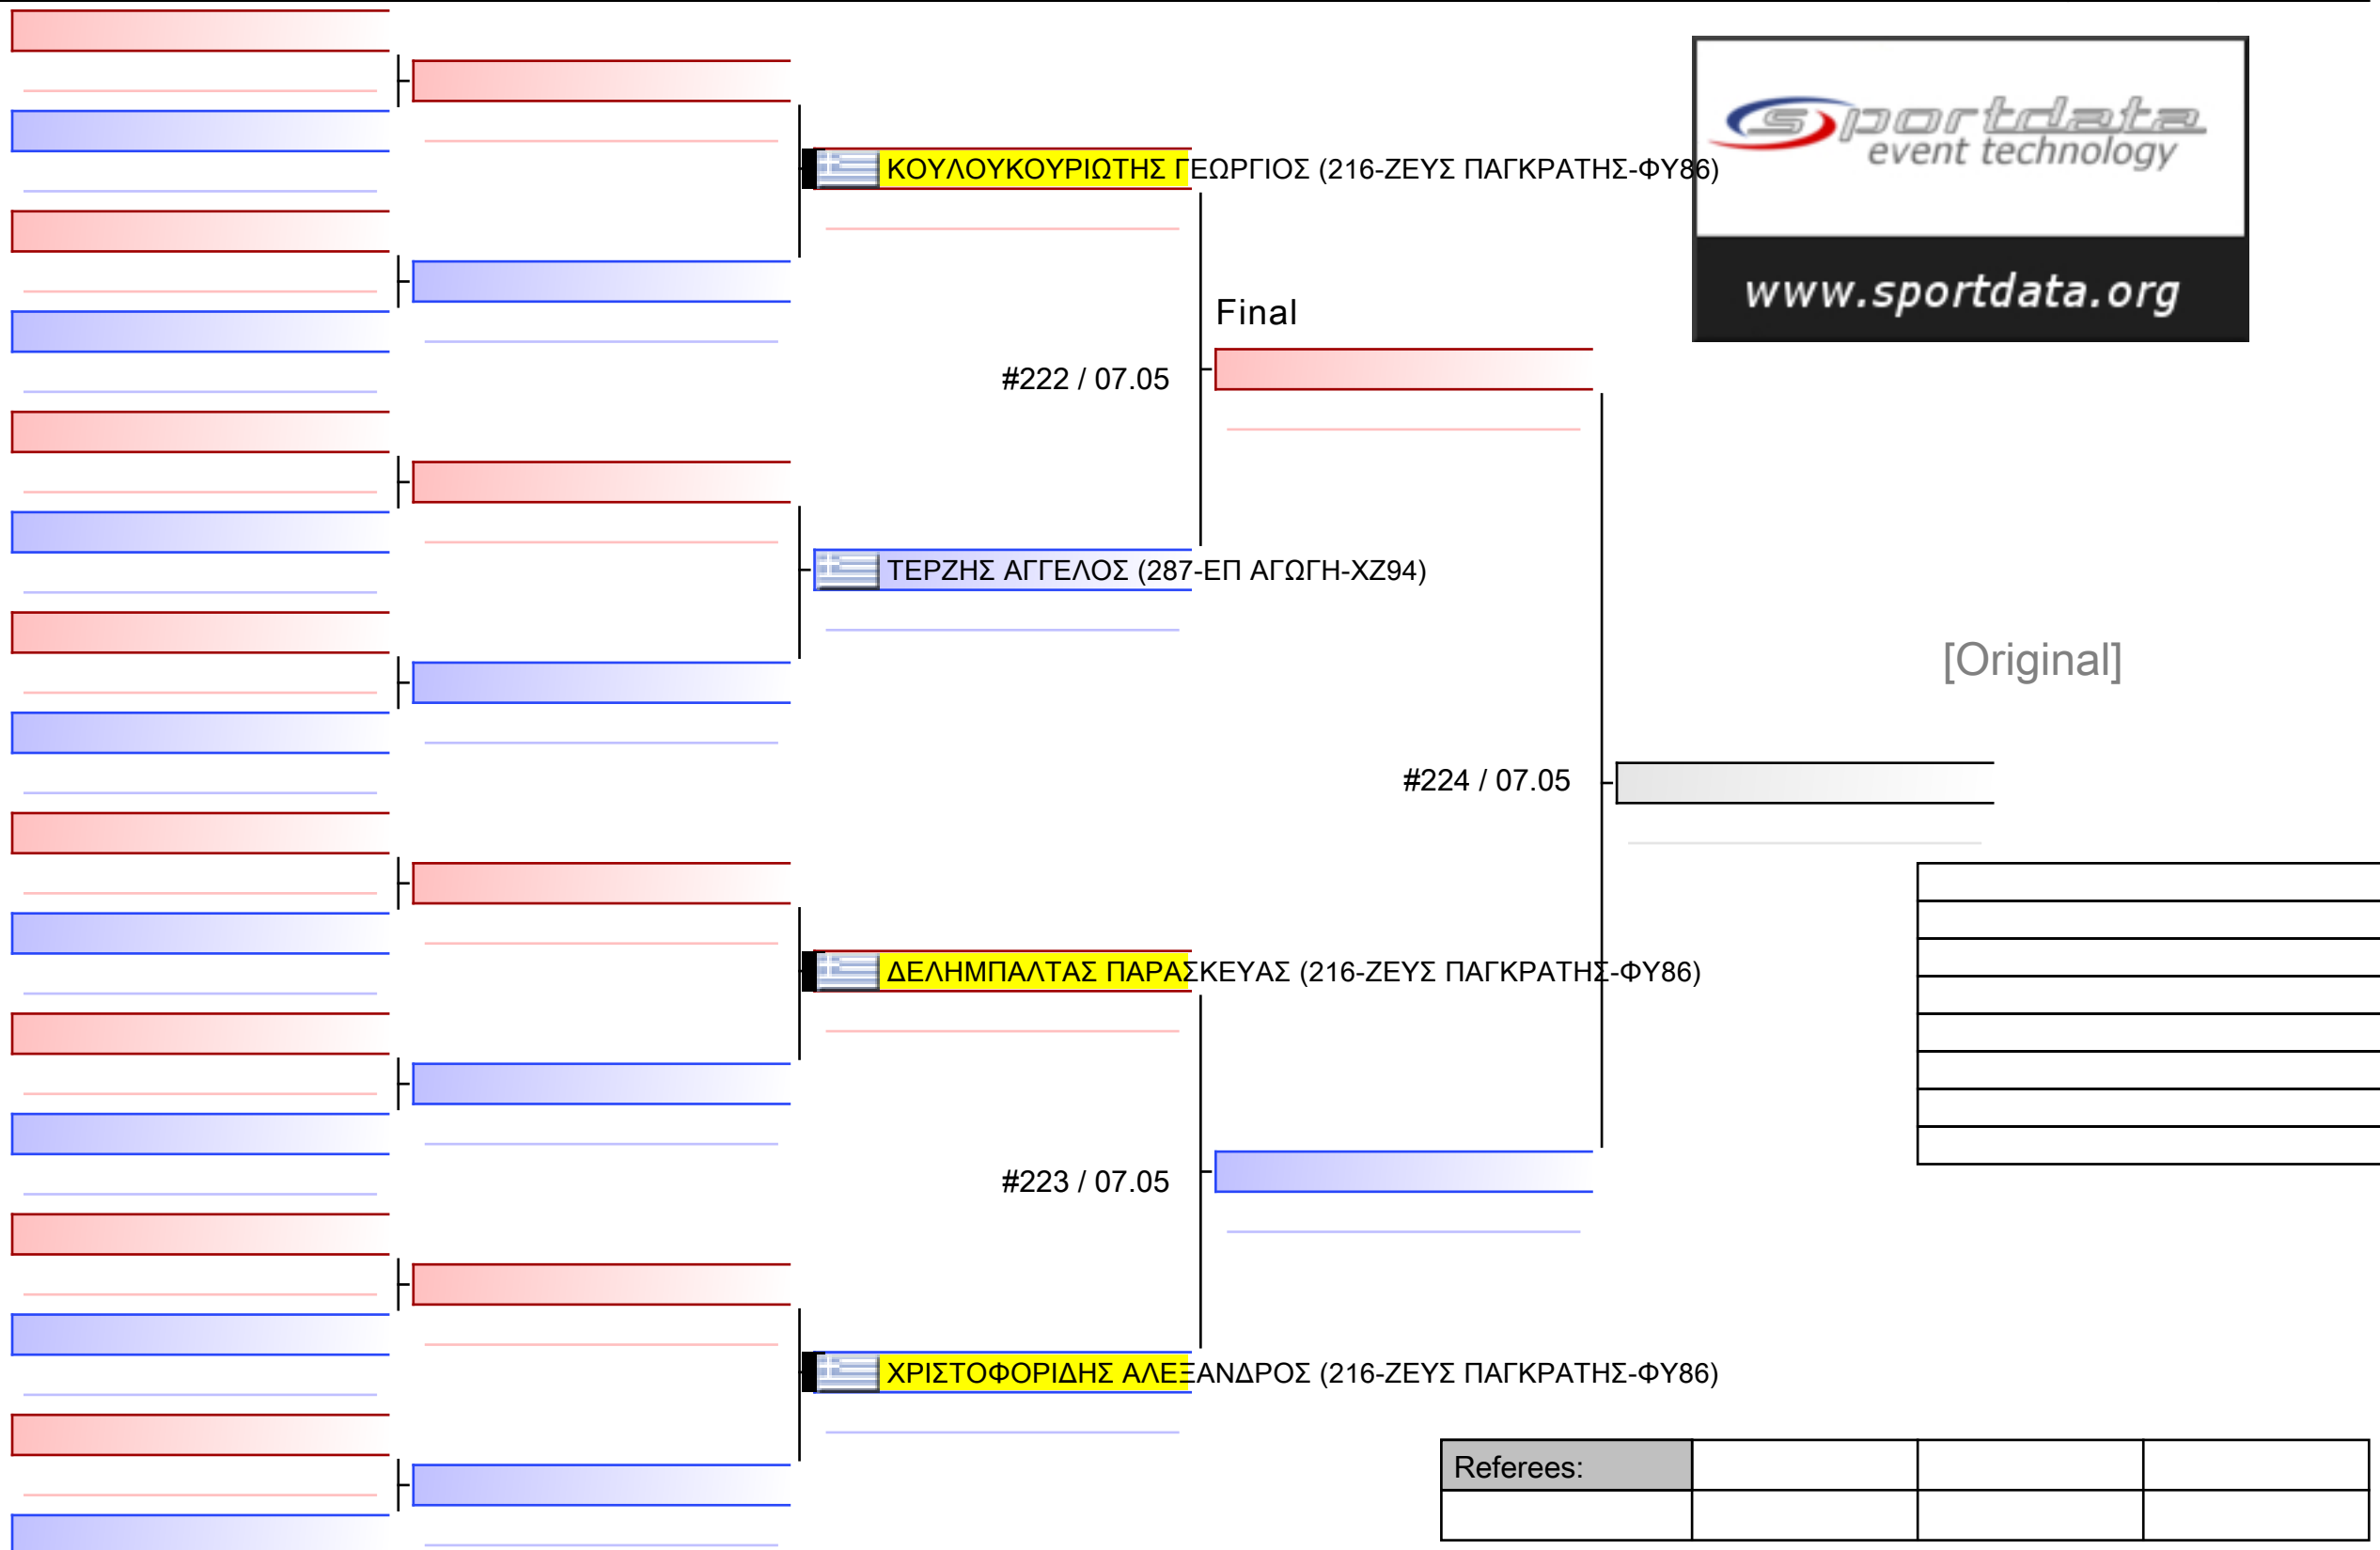 sportdata
event technology
www.sportdata.org
ΚΟΥΛΟΥΚΟΥΡΙΩΤΗΣ ΓΕΩΡΓΙΟΣ (216-ΖΕΥΣ ΠΑΓΚΡΑΤΗΣ-ΦΥ86)
Final
#222 / 07.05
ΤΕΡΖΗΣ ΑΓΓΕΛΟΣ (287-ΕΠ ΑΓΩΓΗ-ΧΖ94)
[Original]
#224 / 07.05
ΔΕΛΗΜΠΑΛΤΑΣ ΠΑΡΑΣΚΕΥΑΣ (216-ΖΕΥΣ ΠΑΓΚΡΑΤΗΣ-ΦΥ86)
#223 / 07.05
ΧΡΙΣΤΟΦΟΡΙΔΗΣ ΑΛΕΞΑΝΔΡΟΣ (216-ΖΕΥΣ ΠΑΓΚΡΑΤΗΣ-ΦΥ86)
Referees: